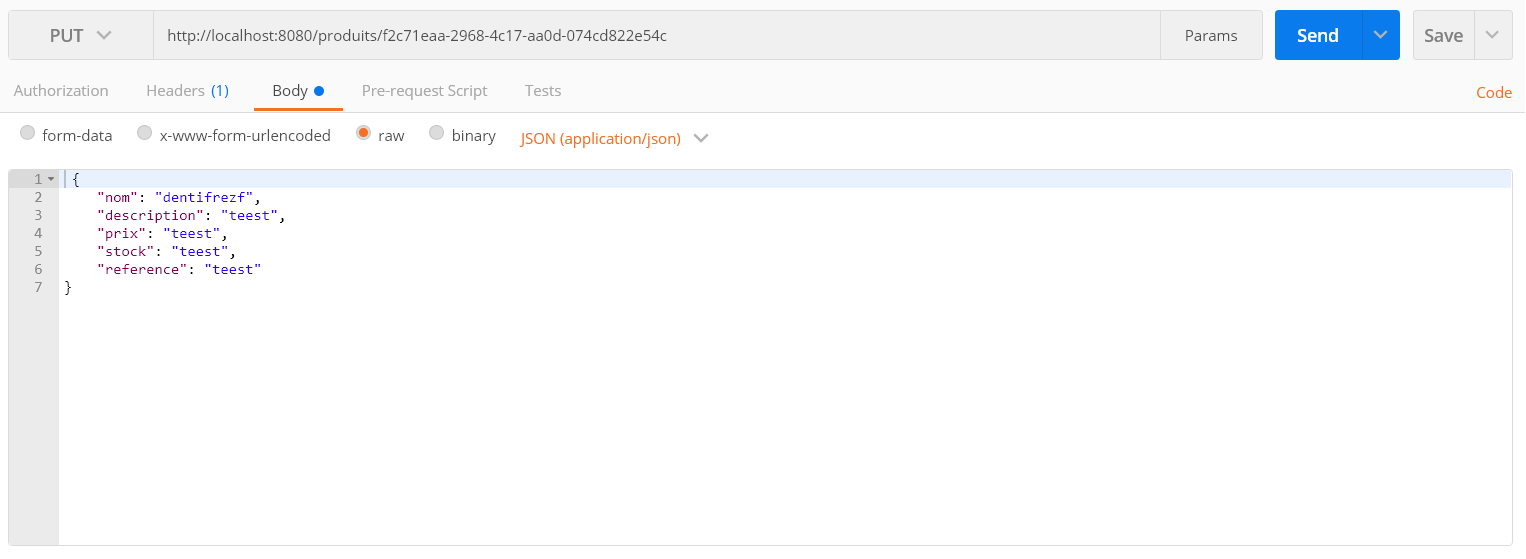 PUT http://localhost:8080/produits/f2c71eaa-2968-4c17-aa0d-074cd822e54c Params Send Save
Authorization Headers (1) Body Pre-request Script Tests Code
form-data x-www-form-urlencoded raw binary JSON (application/json)
1 {
2 "nom": "dentifrezf",
3 "description": "teest",
4 "prix": "teest",
5 "stock": "teest",
6 "reference": "teest"
7 }